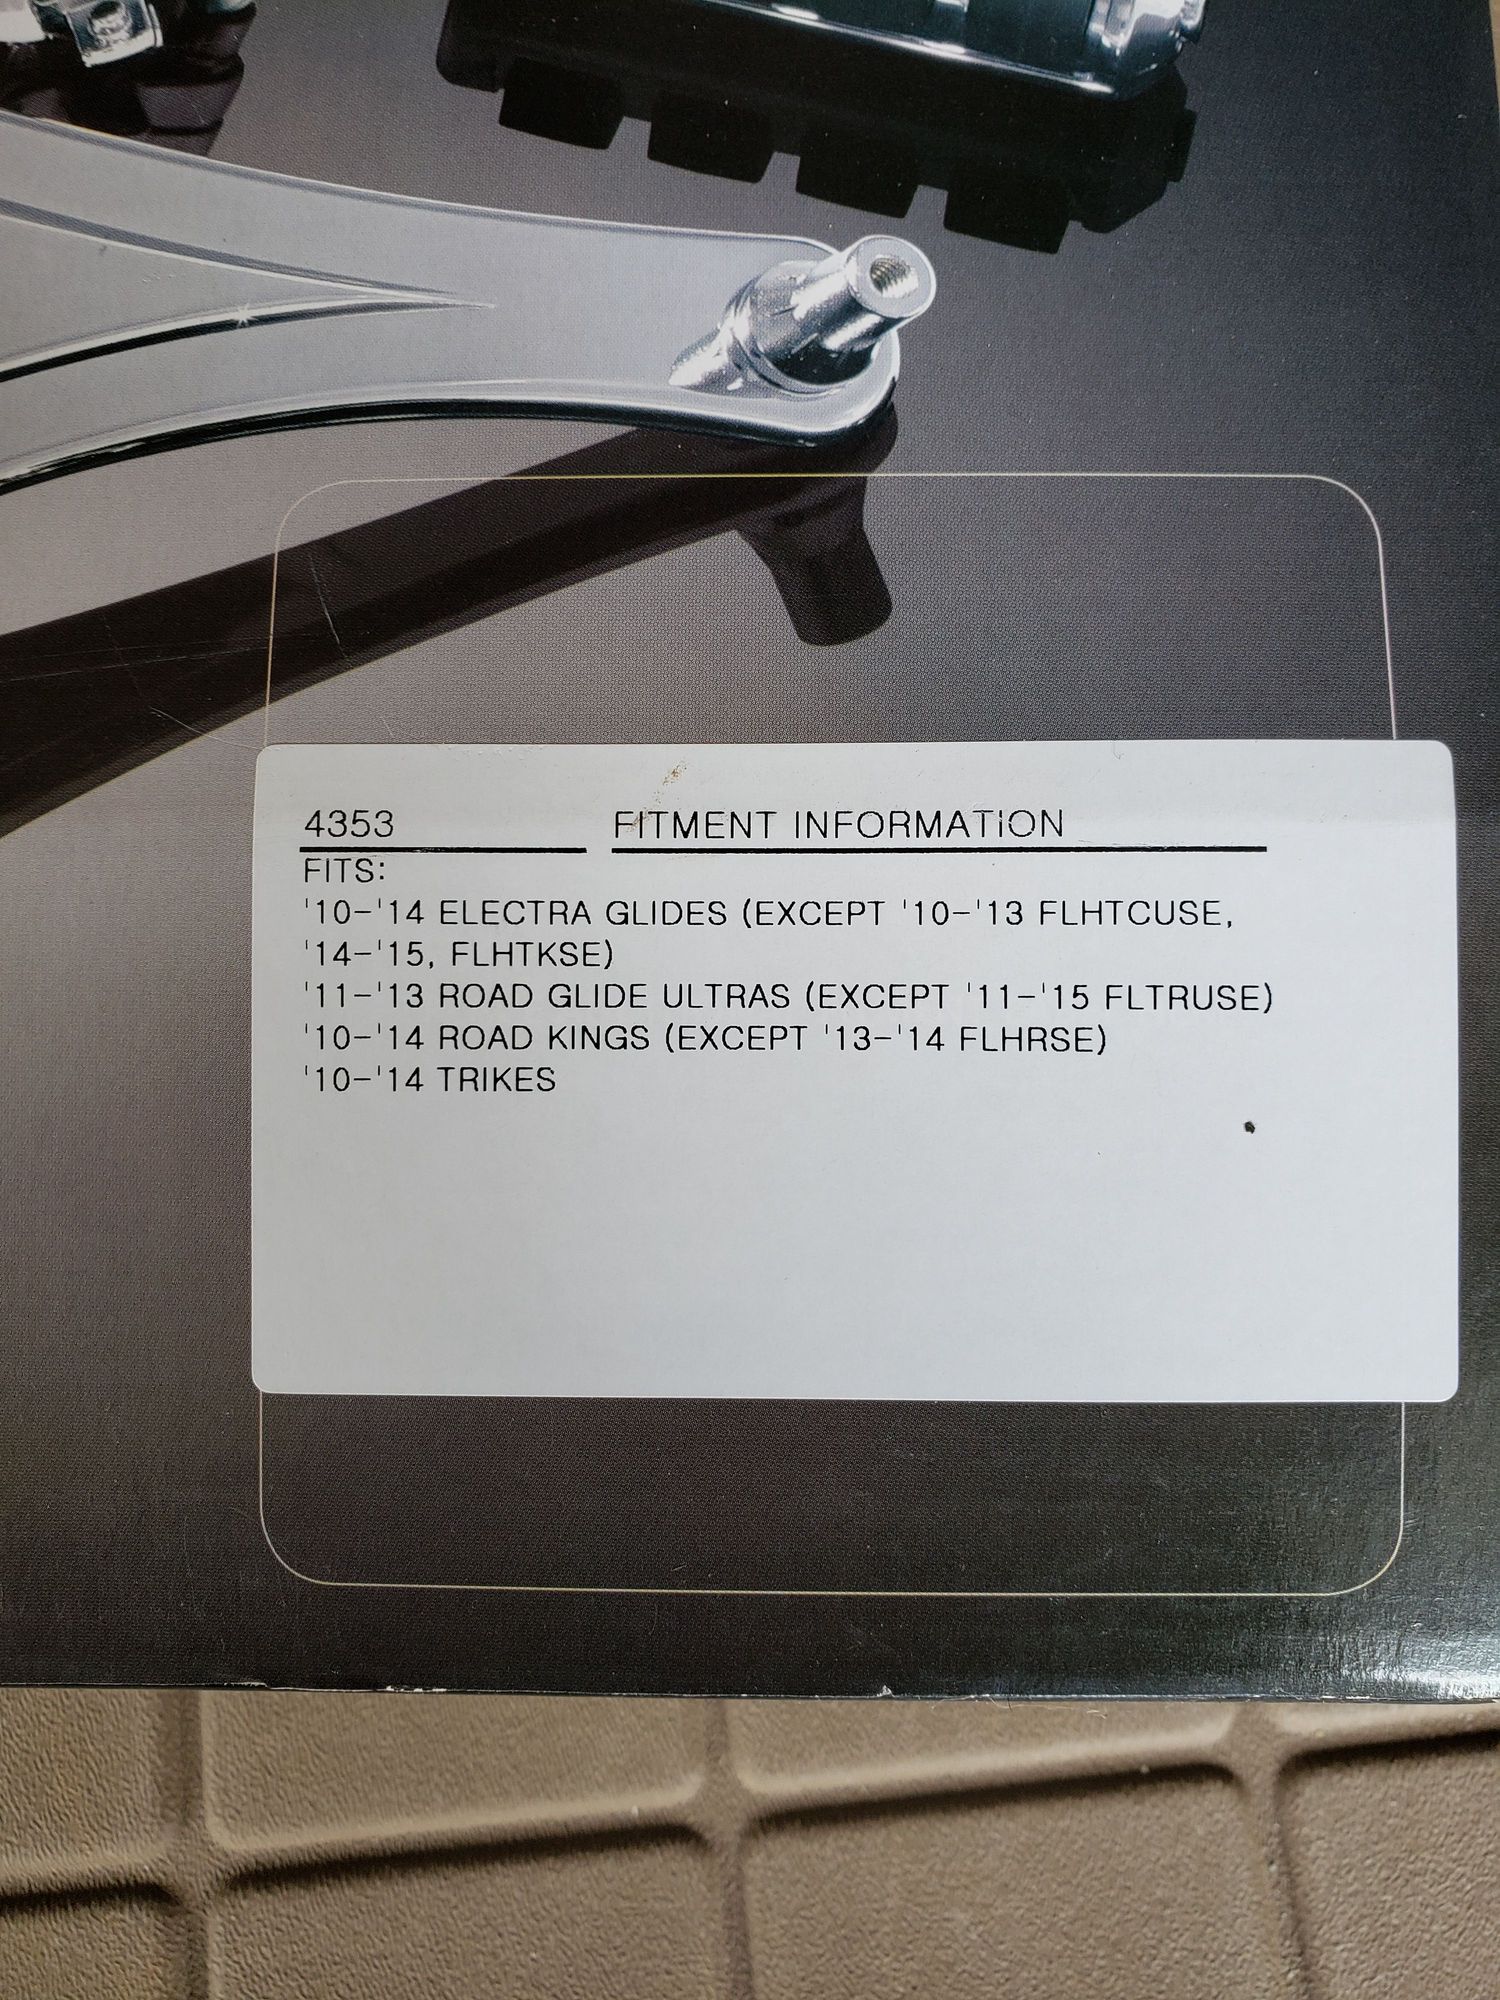 4353 FITMENT INFORMATION
FITS:
'10-'14 ELECTRA GLIDES (EXCEPT '10-'13 FLHTCUSE,
'14-'15, FLHTKSE)
'11-'13 ROAD GLIDE ULTRAS (EXCEPT '11-'15 FLTRUSE)
'10-'14 ROAD KINGS (EXCEPT '13-'14 FLHRSE)
'10-'14 TRIKES